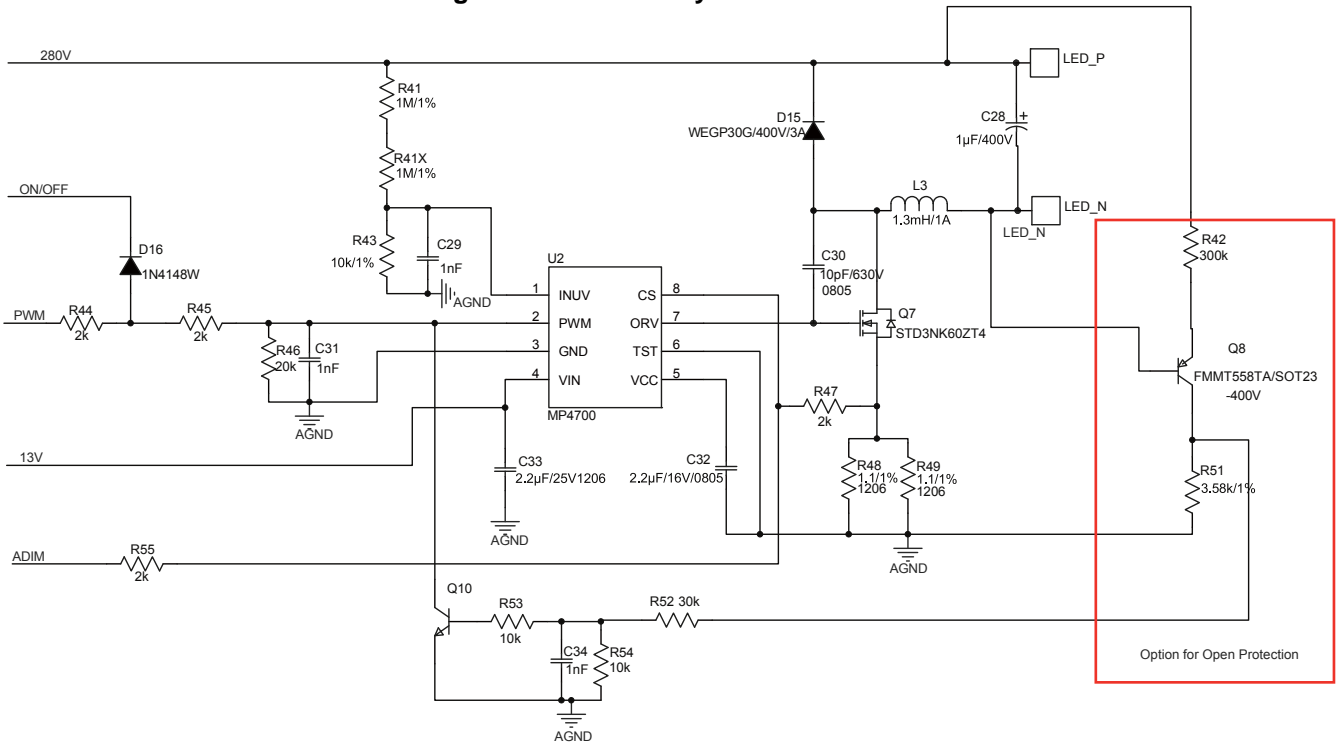 280V
LED_P
R41
1M/1%
D15
WEGP30G/400V/3A
C28
+
1µF/400V
R41X
1M/1%
ON/OFF
L3
1.3mH/1A
LED_N
LED_N
R42
300k
D16
1N4148W
R43
10k/1%
C29
1nF
AGND
C30
10pF/630V
0805
U2
1
INUV
CS
8
PWM
R44
2k
R45
2k
2
PWM
ORV
7
Q7
STD3NK60ZT4
R46
20k
C31
1nF
3
GND
TST
6
Q8
FMMT558TA/SOT23
-400V
4
VIN
VCC
5
MP4700
AGND
R47
2k
13V
C33
2.2µF/25V1206
2.2µF/16V/0805
C32
R48
1.1/1%
1206
R49
1.1/1%
1206
R51
3.58k/1%
AGND
AGND
ADIM
R55
2k
Q10
R53
10k
R52 30k
C34
1nF
R54
10k
Option for Open Protection
AGND